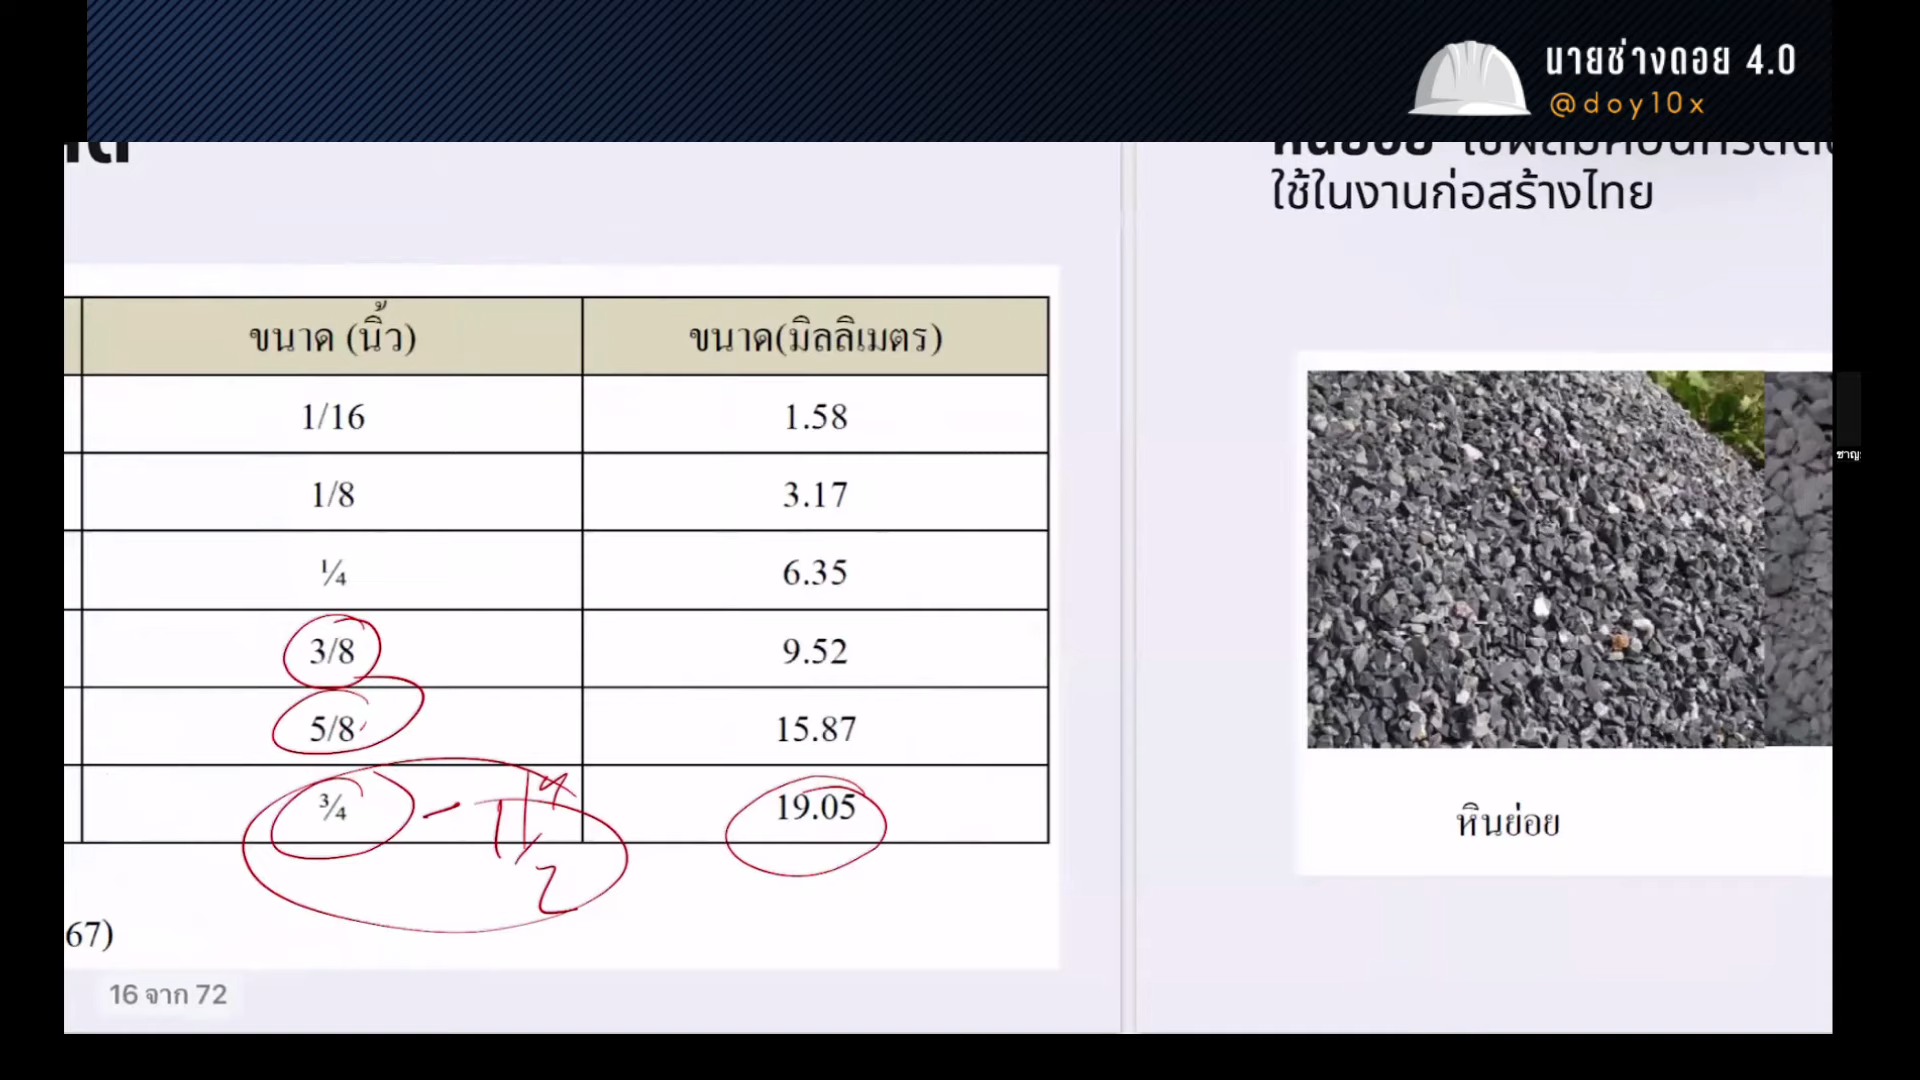 นายช่างดอย 4.0
@doy10x
ใช้ในงานก่อสร้างไทย
ขนาด (นิ้ว) ขนาด(มิลลิเมตร)
1/16 1.58
1/8 3.17
¼ 6.35
3/8 9.52
5/8 15.87
¾ 19.05
67)
16 จาก 72
หินย่อย
ชาญ